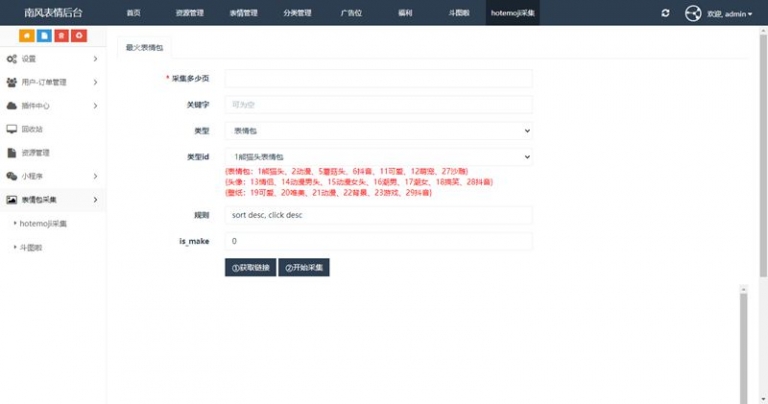 南风表情后台
首页
资源管理
表情管理
分类管理
广告位
福利
斗图啦
hotemoji采集
欢迎, admin
设置
用户-订单管理
插件中心
回收站
资源管理
小程序
表情包采集
hotemoji采集
斗图啦
最火表情包
* 采集多少页
关键字
可为空
类型
表情包
类型id
1熊猫头表情包
(表情包：1熊猫头、2动漫、5蘑菇头、6抖音、11可爱、12萌宠、27沙雕)
(头像：13情侣、14动漫男头、15动漫女头、16潮男、17潮女、18搞笑、28抖音)
(壁纸：19可爱、20唯美、21动漫、22背景、23游戏、29抖音)
规则
sort desc, click desc
is_make
0
①获取链接
②开始采集